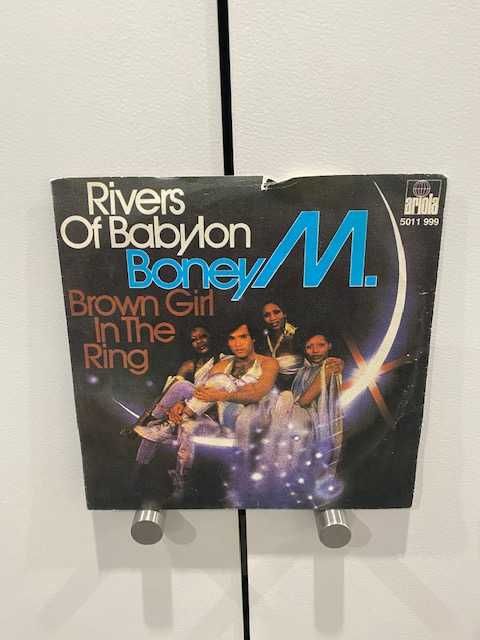 Rivers
Of Babylon
Boney M.
Brown Girl
In The
Ring
ariola
5011 999